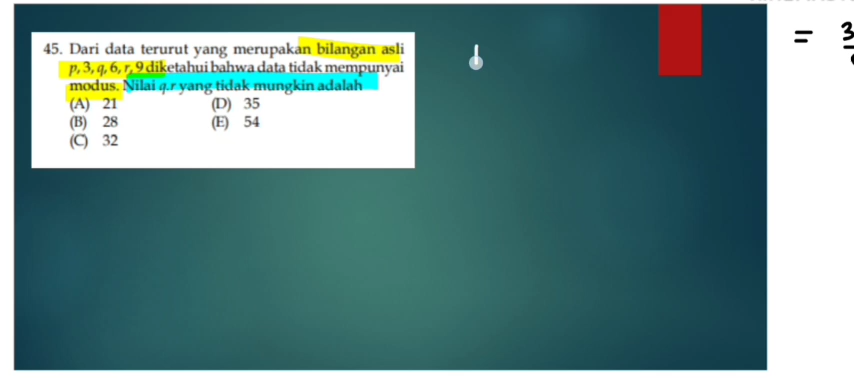 45. Dari data terurut yang merupakan bilangan asli
p, 3, q, 6, r, 9 diketahui bahwa data tidak mempunyai
modus. Nilai q.r yang tidak mungkin adalah
(A) 21 (D) 35
(B) 28 (E) 54
(C) 32
= 3